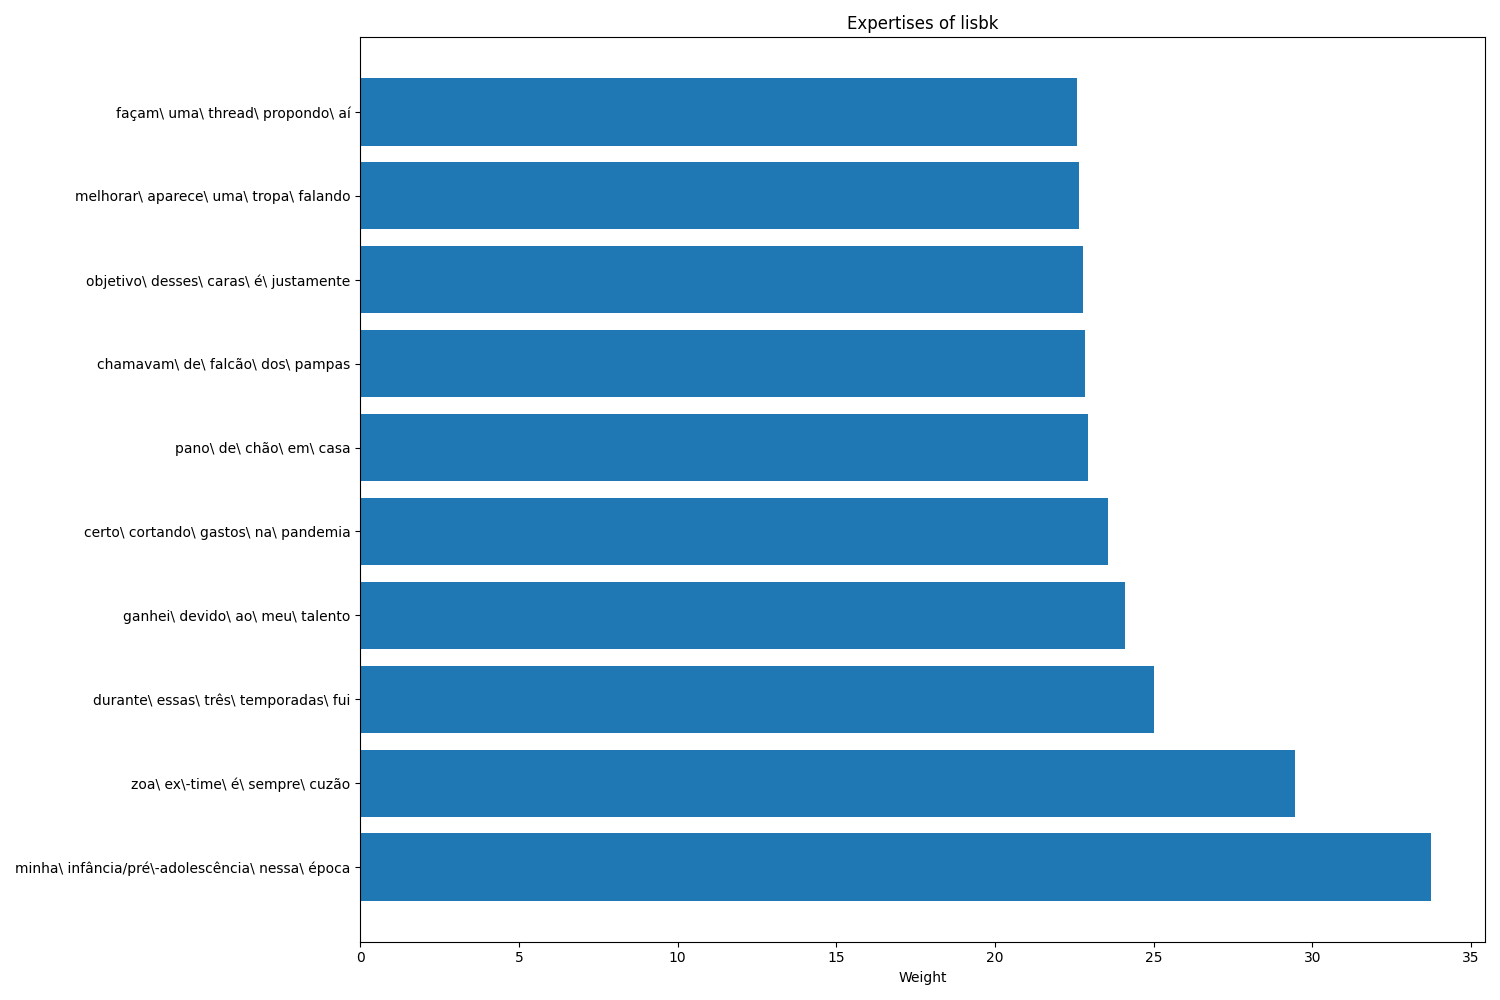 Expertises of lisbk
façam\ uma\ thread\ propondo\ aí
melhorar\ aparece\ uma\ tropa\ falando
objetivo\ desses\ caras\ é\ justamente
chamavam\ de\ falcão\ dos\ pampas
pano\ de\ chão\ em\ casa
certo\ cortando\ gastos\ na\ pandemia
ganhei\ devido\ ao\ meu\ talento
durante\ essas\ três\ temporadas\ fui
zoa\ ex\-time\ é\ sempre\ cuzão
minha\ infância/pré\-adolescência\ nessa\ época
0 5 10 15 20 25 30 35
Weight